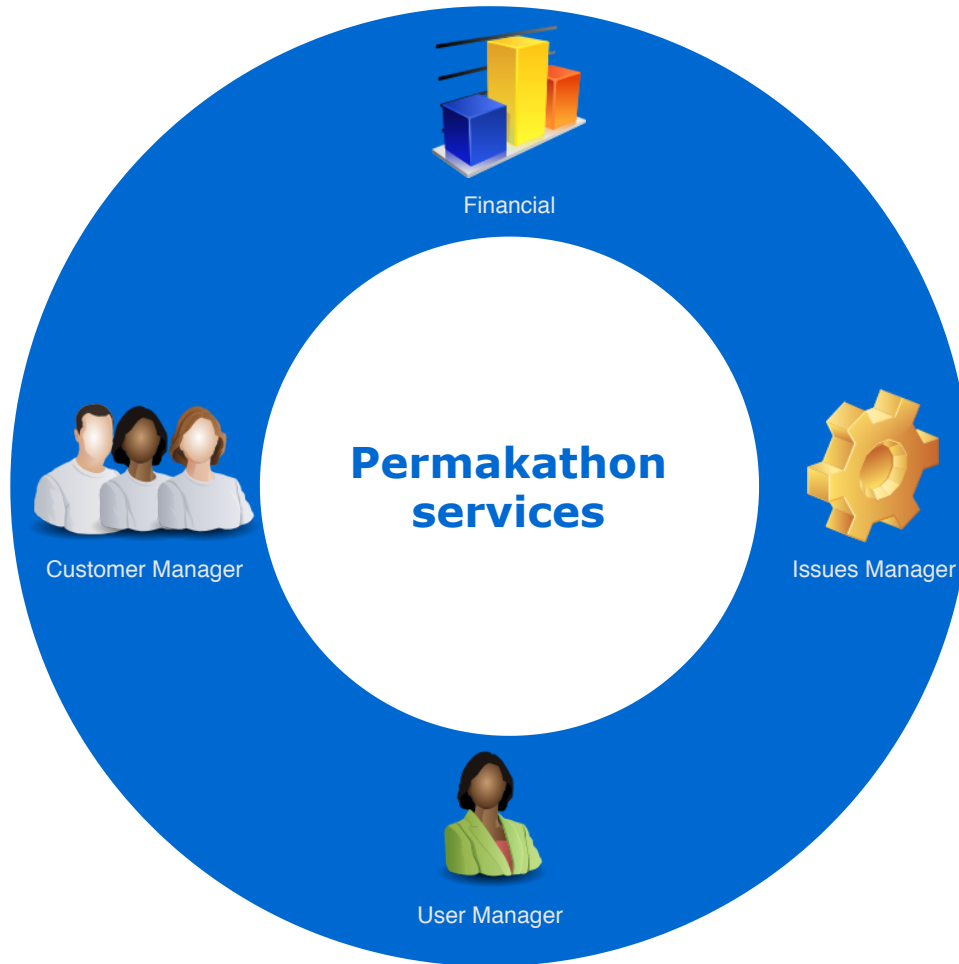 Financial
Permakathon
services
Customer Manager
Issues Manager
User Manager